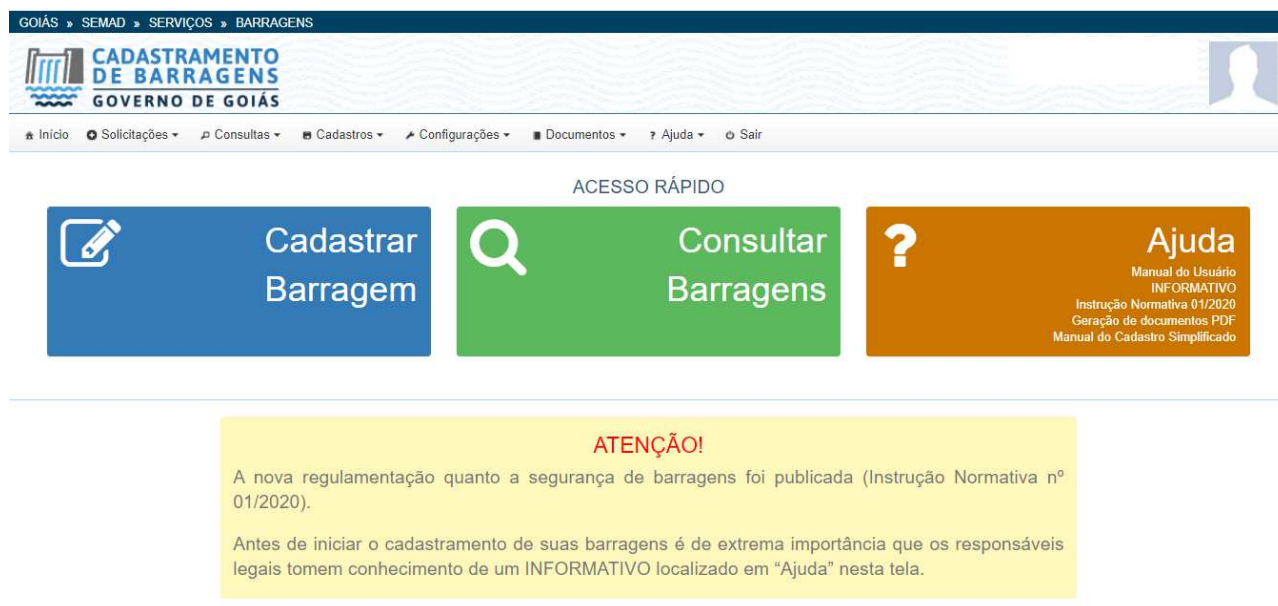 GOIÁS » SEMAD » SERVIÇOS » BARRAGENS
CADASTRAMENTO
DE BARRAGENS
GOVERNO DE GOIÁS
Início Solicitações Consultas Cadastros Configurações Documentos ? Ajuda Sair
ACESSO RÁPIDO
Cadastrar
Barragem
Consultar
Barragens
?
Ajuda
Manual do Usuário
INFORMATIVO
Instrução Normativa 01/2020
Geração de documentos PDF
Manual do Cadastro Simplificado
ATENÇÃO!
A nova regulamentação quanto a segurança de barragens foi publicada (Instrução Normativa nº
01/2020).
Antes de iniciar o cadastramento de suas barragens é de extrema importância que os responsáveis
legais tomem conhecimento de um INFORMATIVO localizado em “Ajuda” nesta tela.